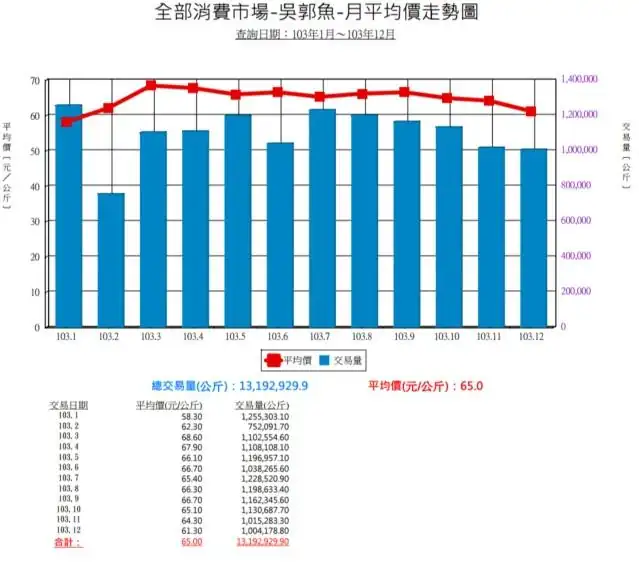 全部消費市場-吳郭魚-月平均價走勢圖
查詢日期：103年1月～103年12月
平均價（元／公斤）
交易量（公斤）
70
60
50
40
30
20
10
0
1,400,000
1,200,000
1,000,000
800,000
600,000
400,000
200,000
0
103.1 103.2 103.3 103.4 103.5 103.6 103.7 103.8 103.9 103.10 103.11 103.12
平均價 交易量
總交易量(公斤)：13,192,929.9 平均價(元/公斤)：65.0
交易日期 平均價(元/公斤) 交易量(公斤)
103. 1 58.30 1,255,303.10
103. 2 62.30 752,091.70
103. 3 68.60 1,102,554.60
103. 4 67.90 1,108,108.10
103. 5 66.10 1,196,957.10
103. 6 66.70 1,038,265.60
103. 7 65.40 1,228,520.90
103. 8 66.30 1,198,633.40
103. 9 66.70 1,162,345.60
103. 10 65.10 1,130,687.70
103. 11 64.30 1,015,283.30
103. 12 61.30 1,004,178.80
合計： 65.00 13,192,929.90